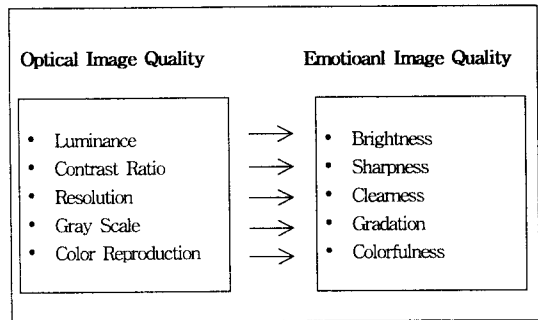 Optical Image Quality
Emotioanl Image Quality
• Luminance
• Contrast Ratio
• Resolution
• Gray Scale
• Color Reproduction
• Brightness
• Sharpness
• Clearness
• Gradation
• Colorfulness